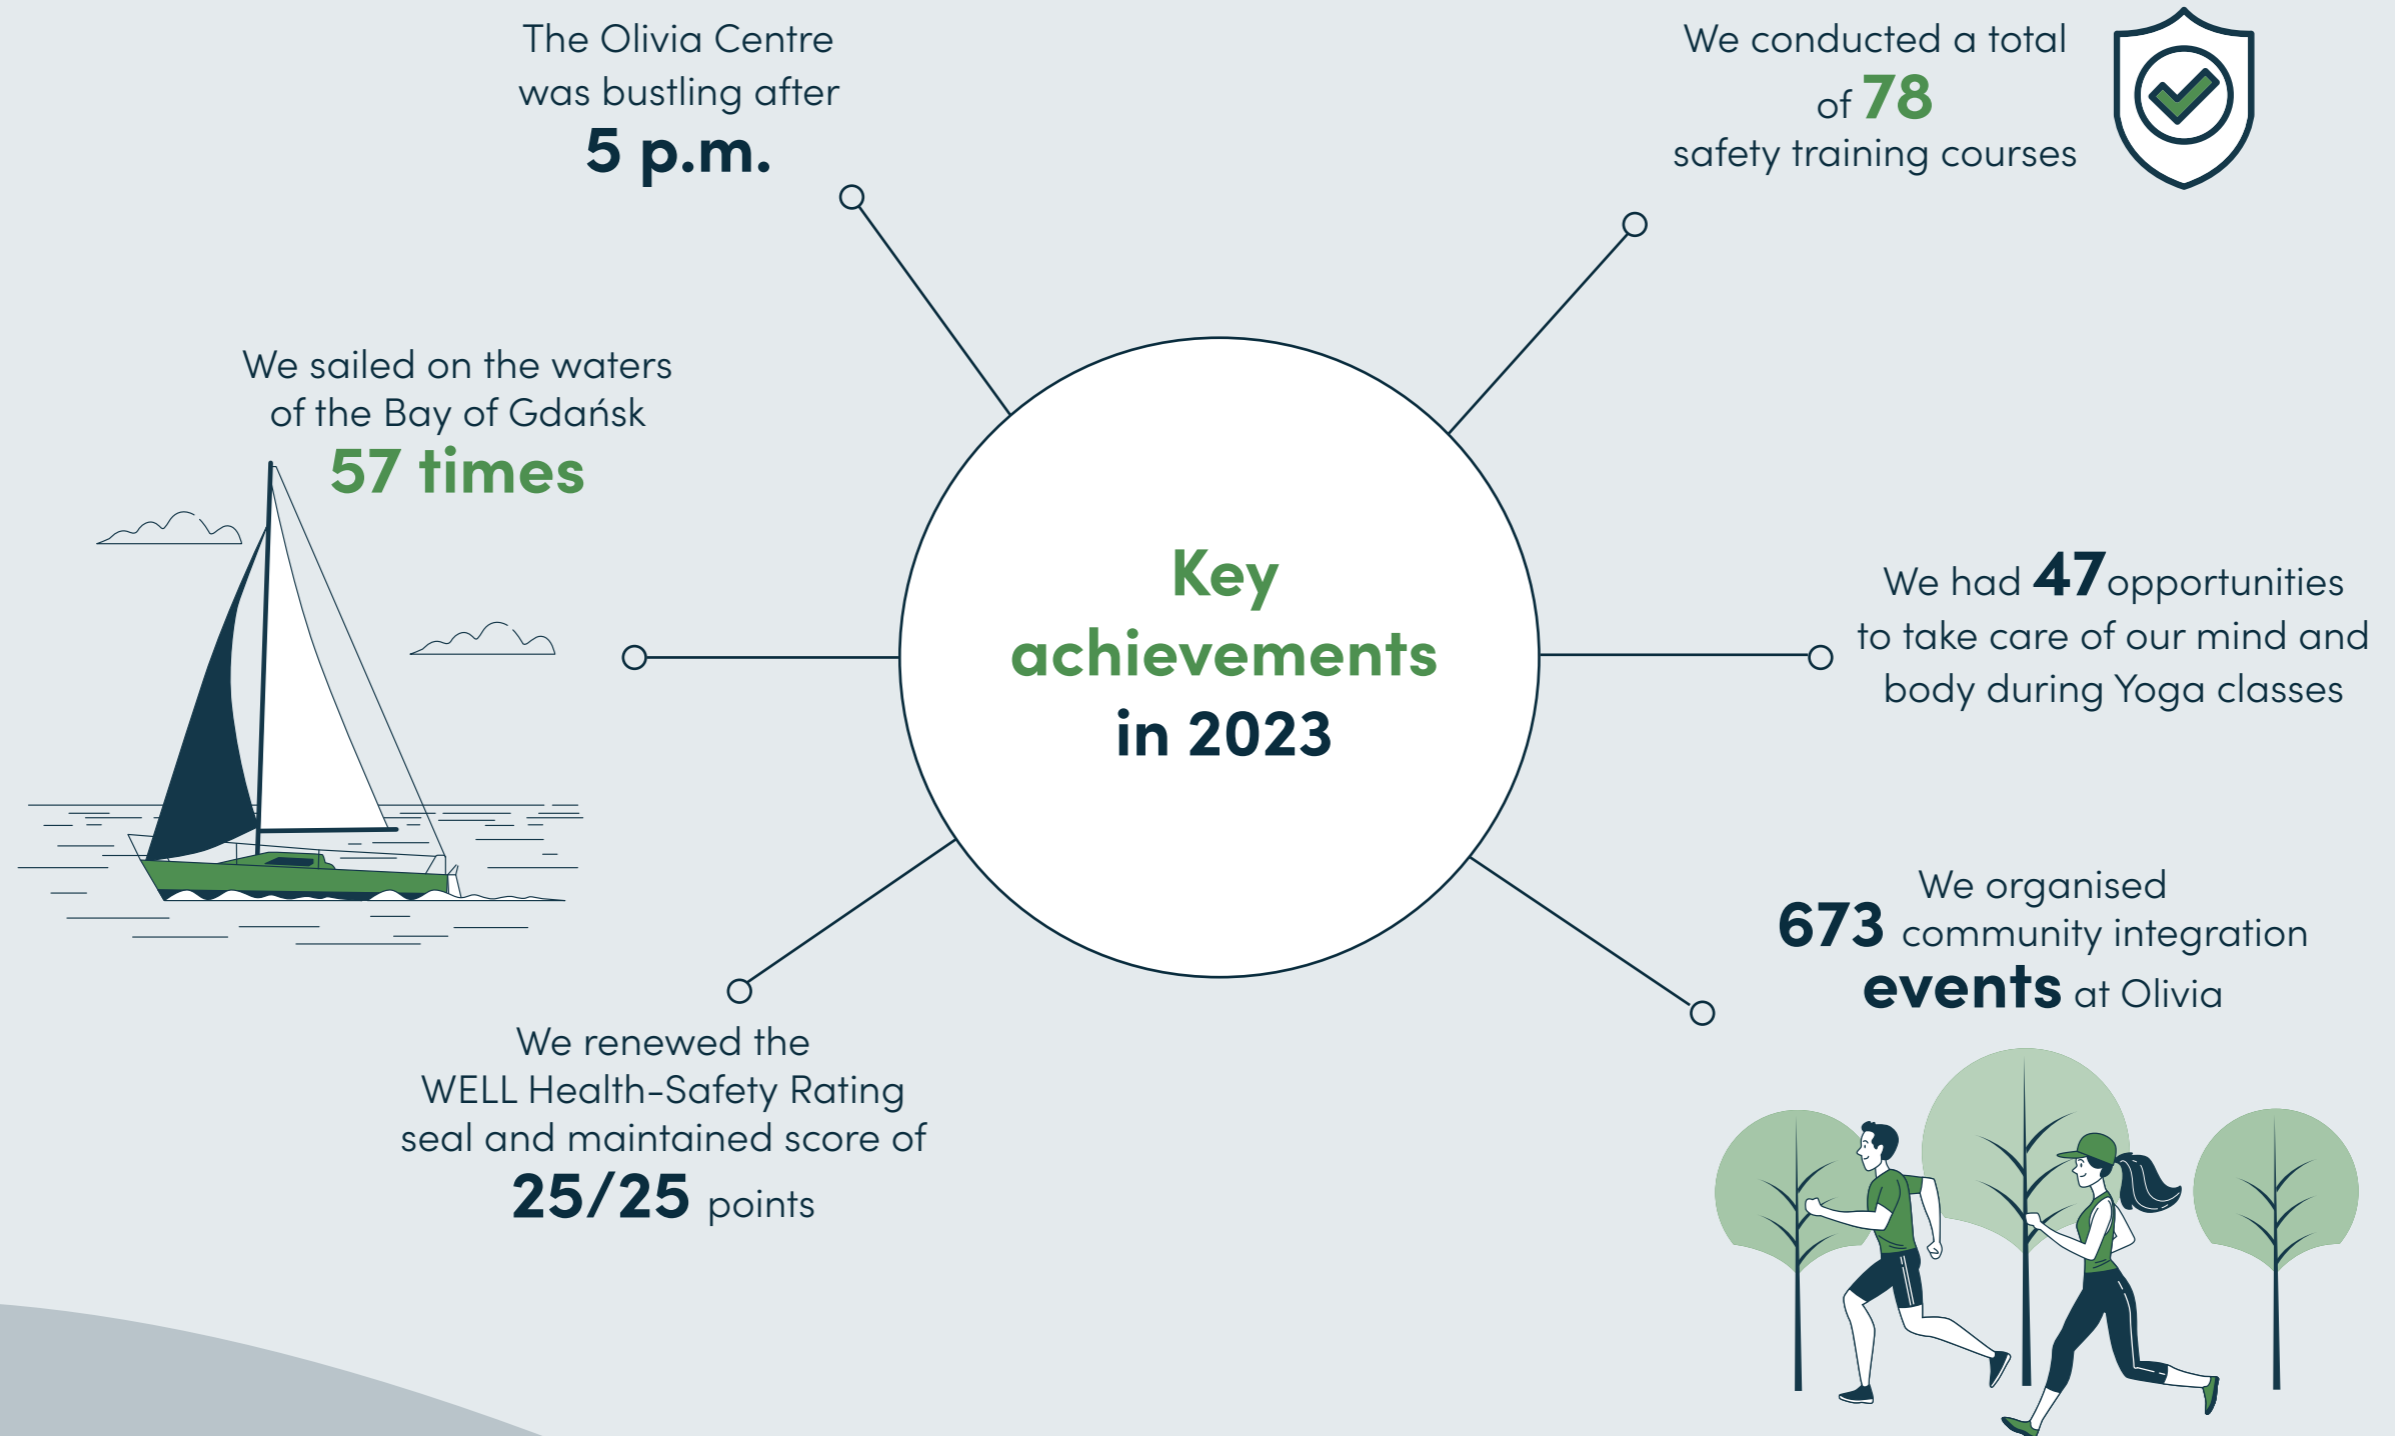 The Olivia Centre
was bustling after
5 p.m.
We conducted a total
of 78
safety training courses
We sailed on the waters
of the Bay of Gdańsk
57 times
Key
achievements
in 2023
We had 47 opportunities
to take care of our mind and
body during Yoga classes
We renewed the
WELL Health-Safety Rating
seal and maintained score of
25/25 points
We organised
673 community integration
events at Olivia